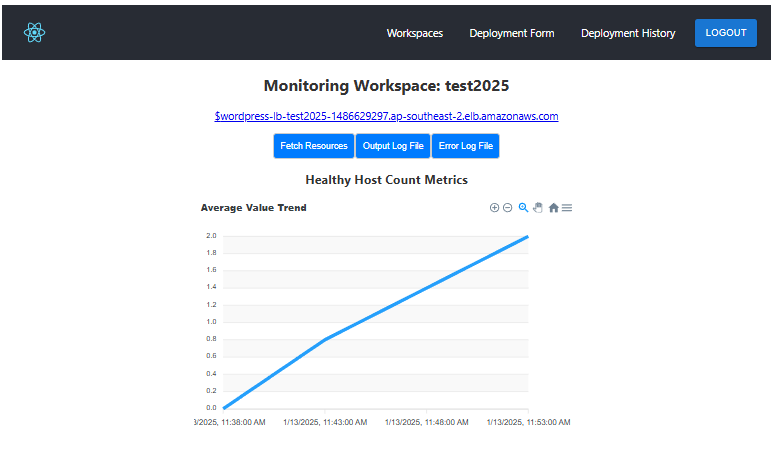 Workspaces Deployment Form Deployment History LOGOUT
Monitoring Workspace: test2025
$wordpress-lb-test2025-1486629297.ap-southeast-2.elb.amazonaws.com
Fetch Resources Output Log File Error Log File
Healthy Host Count Metrics
Average Value Trend
2.0
1.8
1.6
1.4
1.2
1.0
0.8
0.6
0.4
0.2
0.0
3/2025, 11:38:00 AM 1/13/2025, 11:43:00 AM 1/13/2025, 11:48:00 AM 1/13/2025, 11:53:00 AM